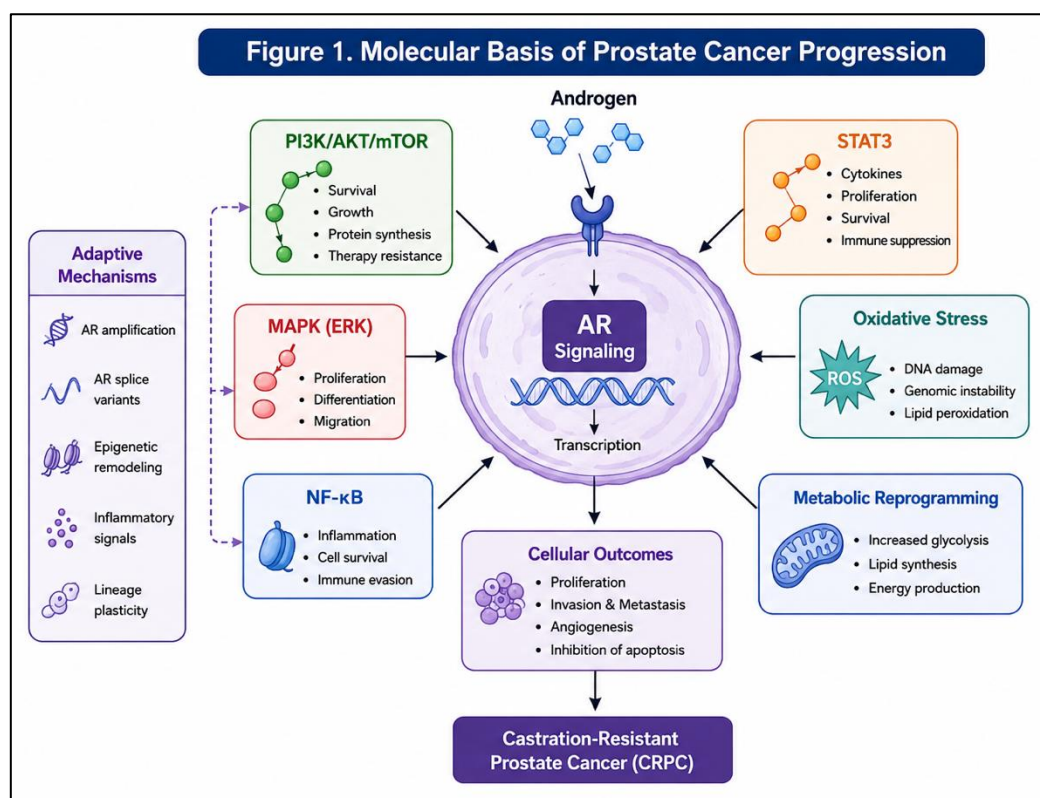 Figure 1. Molecular Basis of Prostate Cancer Progression
Androgen
PI3K/AKT/mTOR
• Survival
• Growth
• Protein synthesis
• Therapy resistance
STAT3
• Cytokines
• Proliferation
• Survival
• Immune suppression
Adaptive
Mechanisms
AR amplification
AR splice
variants
Epigenetic
remodeling
Inflammatory
signals
Lineage
plasticity
MAPK (ERK)
• Proliferation
• Differentiation
• Migration
AR
Signaling
Transcription
Oxidative Stress
ROS
• DNA damage
• Genomic instability
• Lipid peroxidation
NF-κB
• Inflammation
• Cell survival
• Immune evasion
Cellular Outcomes
• Proliferation
• Invasion & Metastasis
• Angiogenesis
• Inhibition of apoptosis
Metabolic Reprogramming
• Increased glycolysis
• Lipid synthesis
• Energy production
Castration-Resistant
Prostate Cancer (CRPC)